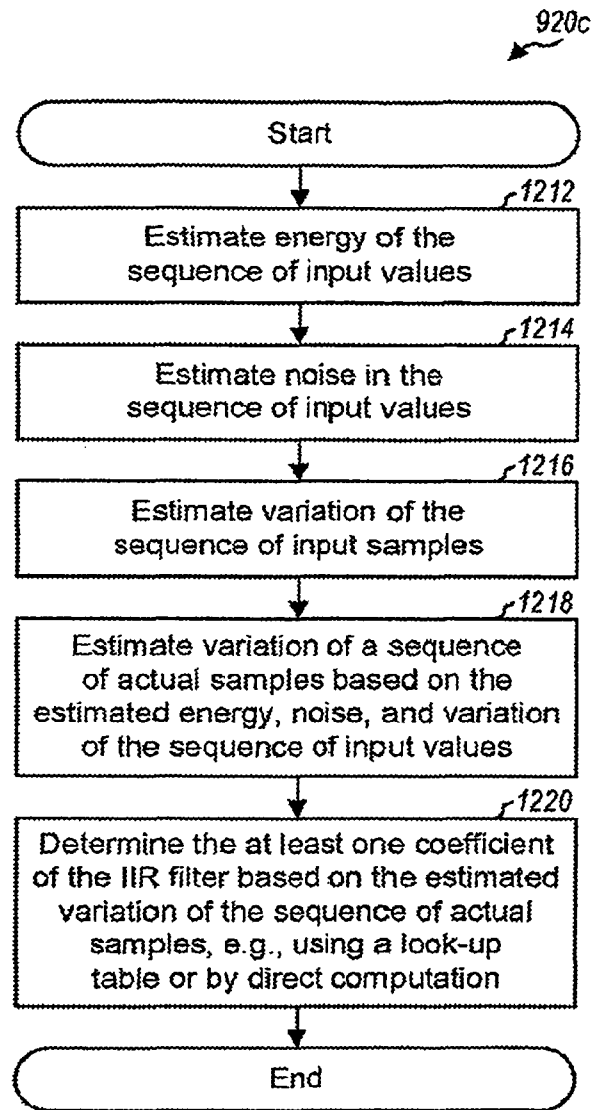 920c
Start
1212
Estimate energy of the
sequence of input values
1214
Estimate noise in the
sequence of input values
1216
Estimate variation of the
sequence of input samples
1218
Estimate variation of a sequence
of actual samples based on the
estimated energy, noise, and variation
of the sequence of input values
1220
Determine the at least one coefficient
of the IIR filter based on the estimated
variation of the sequence of actual
samples, e.g., using a look-up
table or by direct computation
End